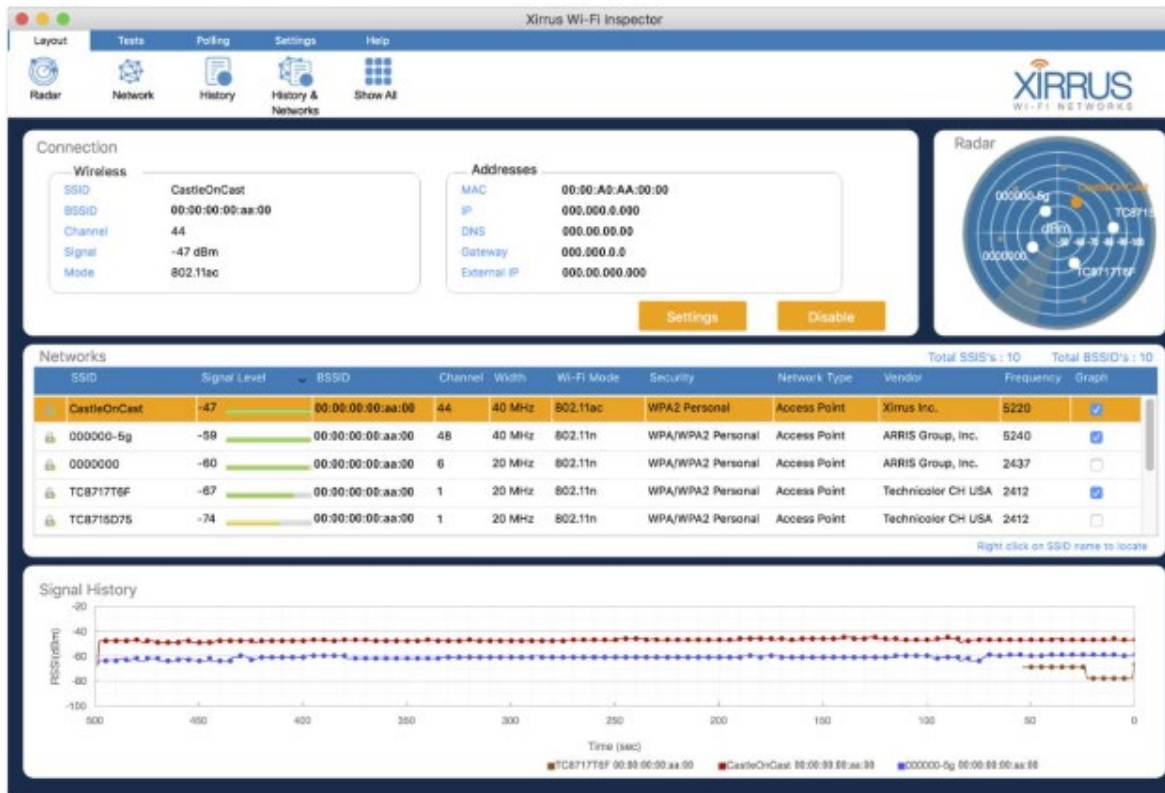 Xirrus Wi-Fi Inspector
Layout Tests Polling Settings Help
Radar Network History History & Networks Show All
XIRRUS
WI-FI NETWORKS
Connection
Wireless
SSID CastleOnCast
BSSID 00:00:00:00:aa:00
Channel 44
Signal -47 dBm
Mode 802.11ac
Addresses
MAC 00:00:A0:AA:00:00
IP 000.000.0.000
DNS 000.00.00.00
Gateway 000.000.0.0
External IP 000.00.000.000
Settings Disable
Radar
000000-5g
CastleOnCast
TC8715
dBm
0000000
TC8717T6F
Networks Total SSIS's : 10 Total BSSID's : 10
SSID Signal Level BSSID Channel Width Wi-Fi Mode Security Network Type Vendor Frequency Graph
CastleOnCast -47 00:00:00:00:aa:00 44 40 MHz 802.11ac WPA2 Personal Access Point Xirrus Inc. 5220
000000-5g -59 00:00:00:00:aa:00 48 40 MHz 802.11n WPA/WPA2 Personal Access Point ARRIS Group, Inc. 5240
0000000 -60 00:00:00:00:aa:00 6 20 MHz 802.11n WPA/WPA2 Personal Access Point ARRIS Group, Inc. 2437
TC8717T6F -67 00:00:00:00:aa:00 1 20 MHz 802.11n WPA/WPA2 Personal Access Point Technicolor CH USA 2412
TC8715D75 -74 00:00:00:00:aa:00 1 20 MHz 802.11n WPA/WPA2 Personal Access Point Technicolor CH USA 2412
Right click on SSID name to locate
Signal History
RSSI(dBm)
-20
-40
-60
-80
-100
500 450 400 350 300 250 200 150 100 50 0
Time (sec)
TC8717T6F 00:00:00:00:aa:00 CastleOnCast 00:00:00:00:aa:00 000000-5g 00:00:00:00:aa:00